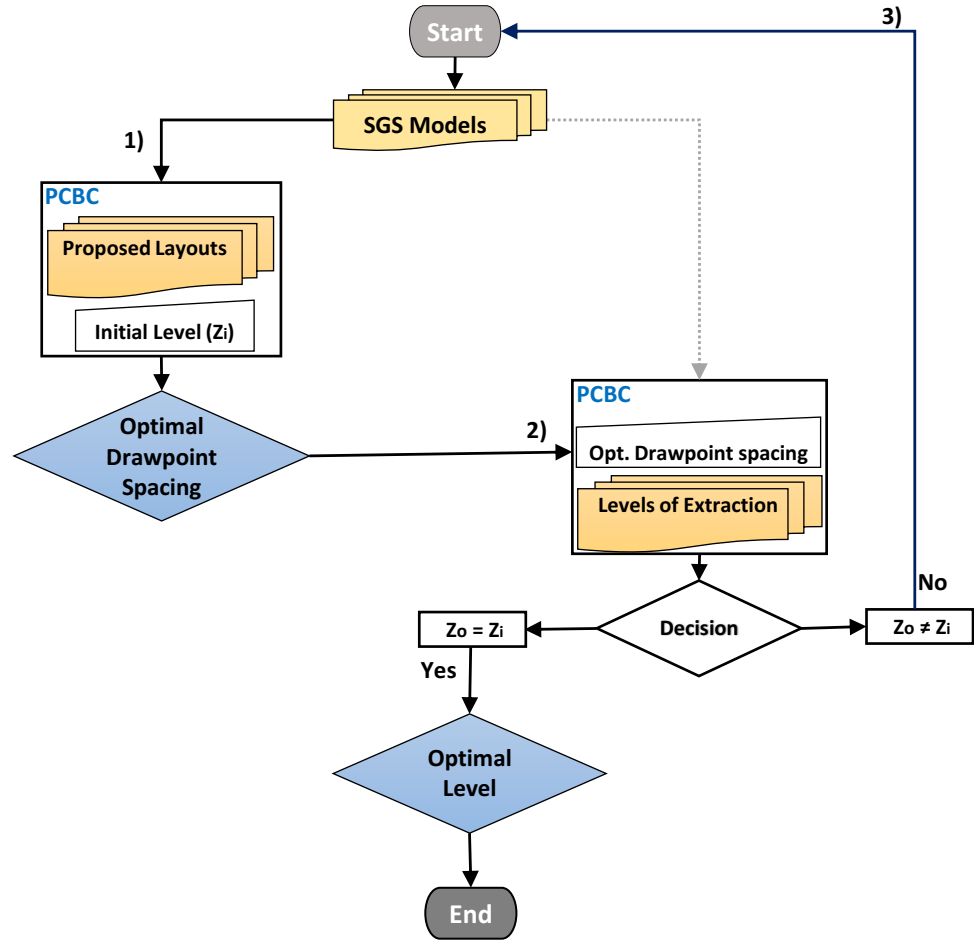 Start
3)
SGS Models
1)
PCBC
Proposed Layouts
Initial Level (Zi)
Optimal
Drawpoint
Spacing
2)
PCBC
Opt. Drawpoint spacing
Levels of Extraction
Decision
Zo = Zi
Zo ≠ Zi
No
Yes
Optimal
Level
End